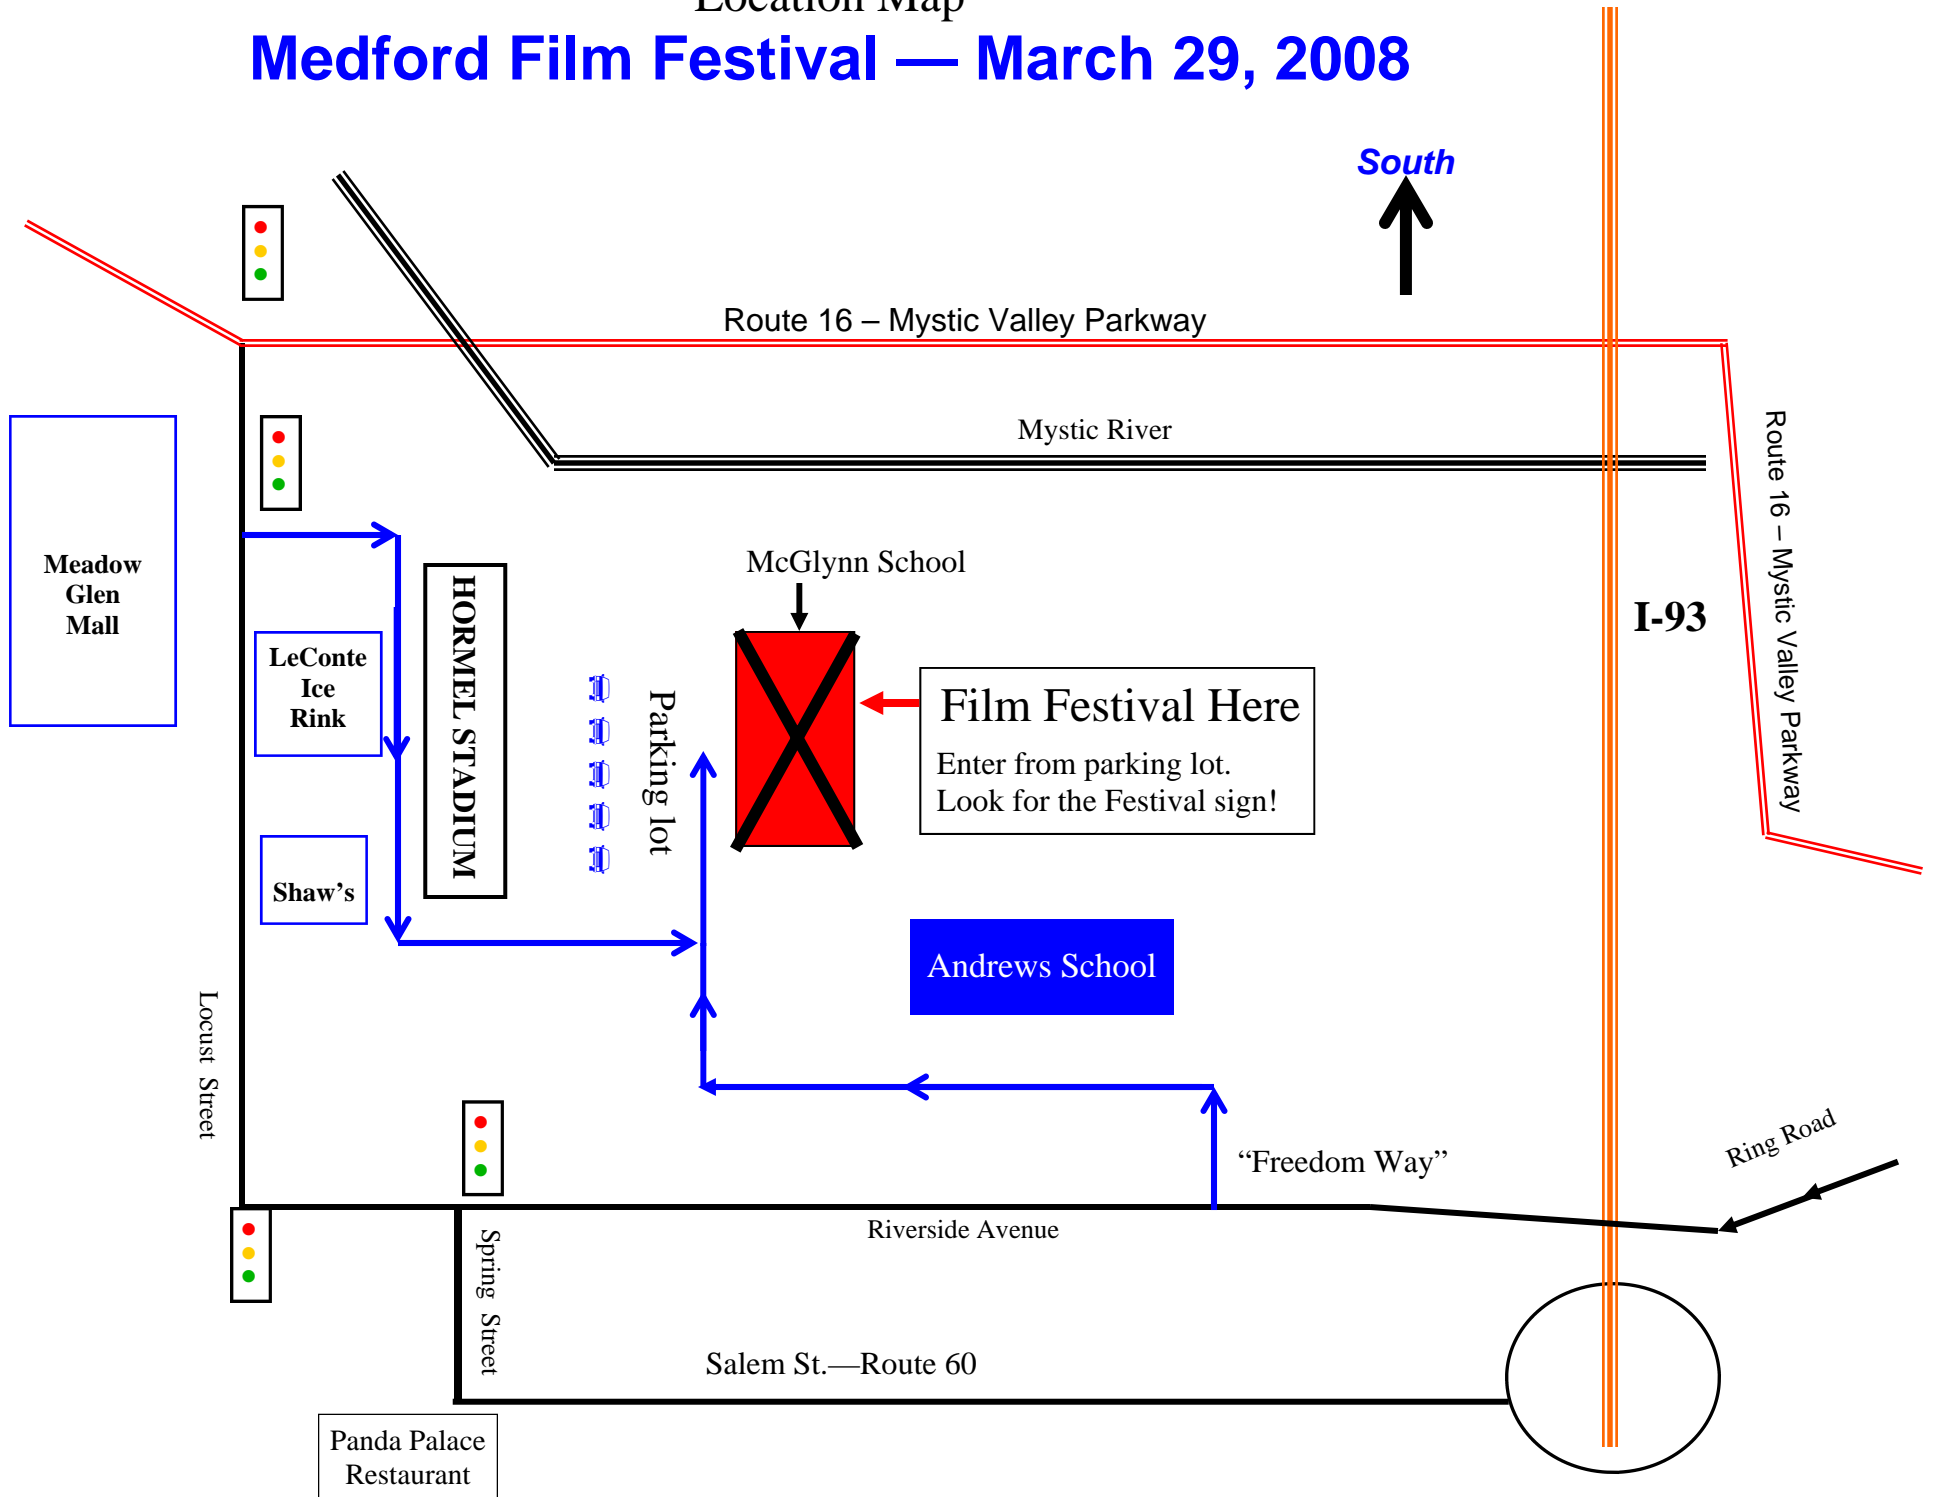 Location Map
Medford Film Festival — March 29, 2008
South
Route 16 – Mystic Valley Parkway
Mystic River
Route 16 – Mystic Valley Parkway
Meadow
Glen
Mall
McGlynn School
I-93
HORMEL STADIUM
LeConte
Ice
Rink
Parking lot
Film Festival Here
Enter from parking lot.
Look for the Festival sign!
Shaw's
Andrews School
Locust Street
"Freedom Way"
Ring Road
Riverside Avenue
Spring Street
Salem St.—Route 60
Panda Palace
Restaurant